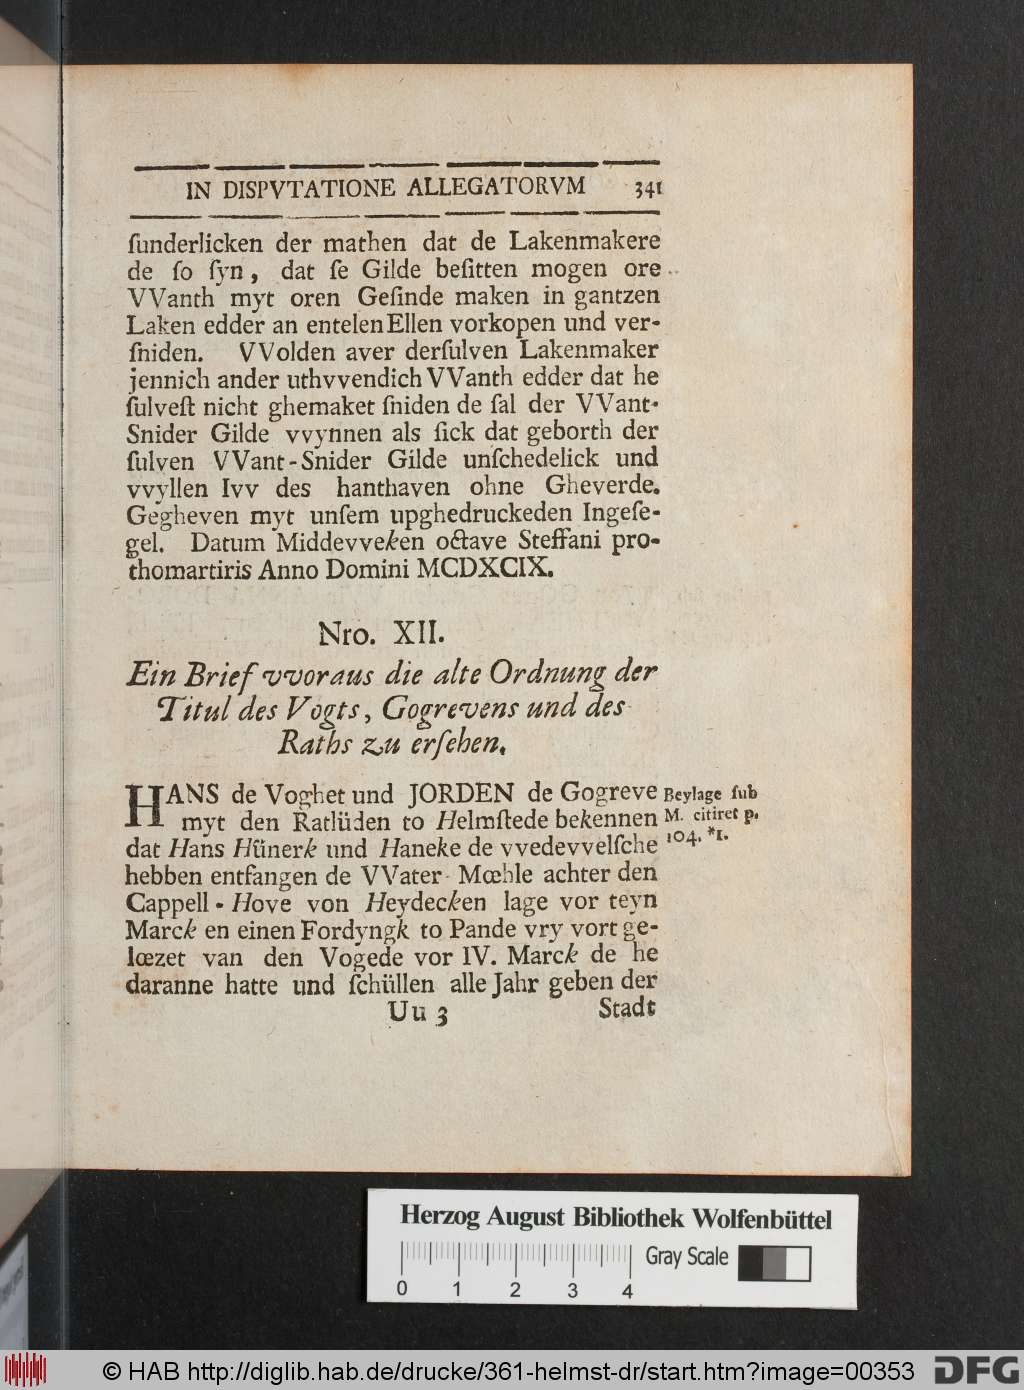 IN DISPVTATIONE ALLEGATORVM 341
ſunderlicken der mathen dat de Lakenmakere
de ſo ſyn, dat ſe Gilde beſitten mogen ore
VVanth myt oren Geſinde maken in gantzen
Laken edder an entelen Ellen vorkopen und ver-
ſniden. VVolden aver derſulven Lakenmaker
jennich ander uthvvendich VVanth edder dat he
ſulveſt nicht ghemaket ſniden de ſal der VVant-
Snider Gilde vvynnen als ſick dat geborth der
ſulven VVant-Snider Gilde unſchedelick und
vvyllen Ivv des hanthaven ohne Gheverde.
Gegheven myt unſem upghedruckeden Ingeſe-
gel. Datum Middevveken octave Steffani pro-
thomartiris Anno Domini MCDXCIX.
Nro. XII.
Ein Brief vvoraus die alte Ordnung der
Titul des Vogts, Gogrevens und des
Raths zu erſehen.
HANS de Voghet und JORDEN de Gogreve
myt den Ratlüden to Helmſtede bekennen
dat Hans Hünerk und Haneke de vvedevvelſche
hebben entfangen de VVater-Mœhle achter den
Cappell-Hove von Heydecken lage vor teyn
Marck en einen Fordyngk to Pande vry vort ge-
lœzet van den Vogede vor IV. Marck de he
daranne hatte und ſchüllen alle Jahr geben der
Beylage ſub
M. citiret p.
104. *1.
Uu 3 Stadt
Herzog August Bibliothek Wolfenbüttel
Gray Scale
0 1 2 3 4
© HAB http://diglib.hab.de/drucke/361-helmst-dr/start.htm?image=00353
DFG